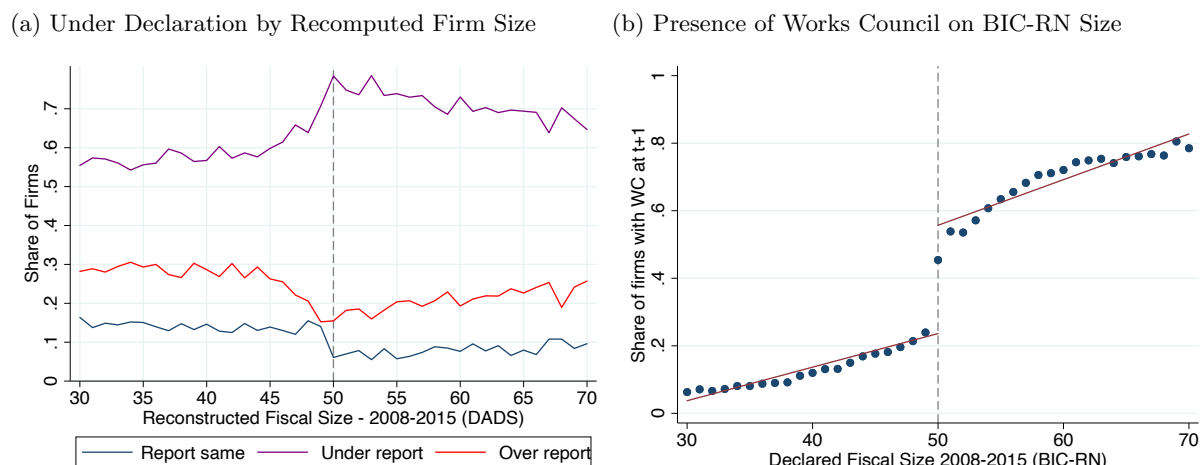 (a) Under Declaration by Recomputed Firm Size
Share of Firms
.7
.6
.5
.4
.3
.2
.1
0
30 35 40 45 50 55 60 65 70
Reconstructed Fiscal Size - 2008-2015 (DADS)
Report same Under report Over report
(b) Presence of Works Council on BIC-RN Size
Share of firms with WC at t+1
1
.8
.6
.4
.2
0
30 40 50 60 70
Declared Fiscal Size 2008-2015 (BIC-RN)